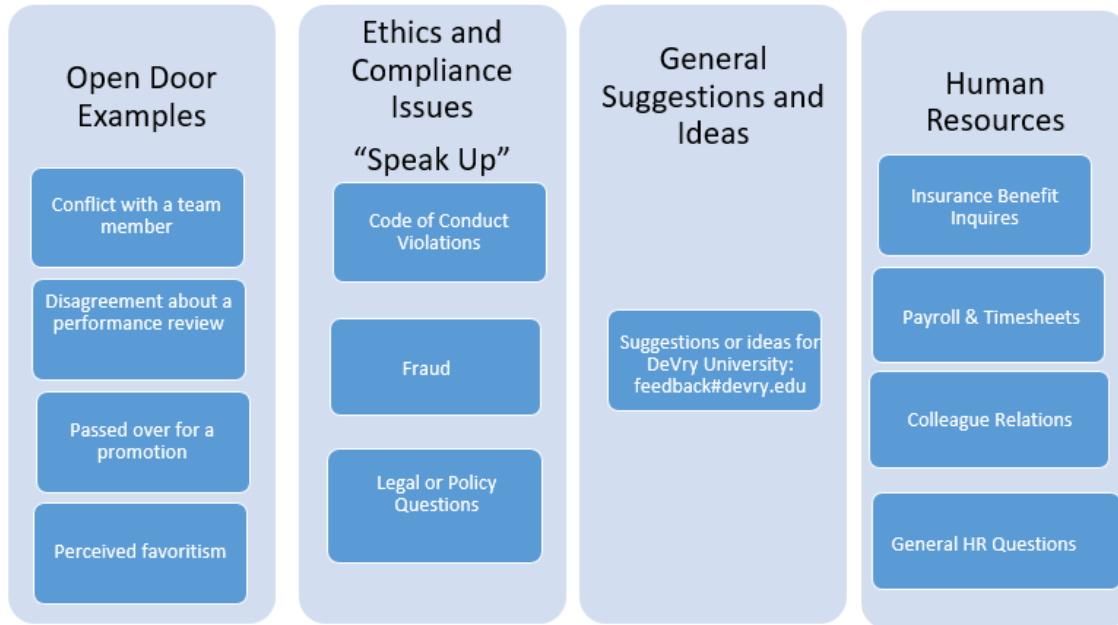 Open Door
Examples
Conflict with a team
member
Disagreement about a
performance review
Passed over for a
promotion
Perceived favoritism
Ethics and
Compliance
Issues
“Speak Up”
Code of Conduct
Violations
Fraud
Legal or Policy
Questions
General
Suggestions and
Ideas
Suggestions or ideas for
DeVry University:
feedback#devry.edu
Human
Resources
Insurance Benefit
Inquires
Payroll & Timesheets
Colleague Relations
General HR Questions